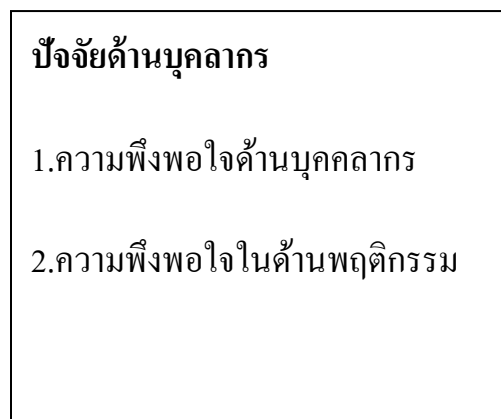 ปัจจัยด้านบุคลากร
1.ความพึงพอใจด้านบุคคลากร
2.ความพึงพอใจในด้านพฤติกรรม